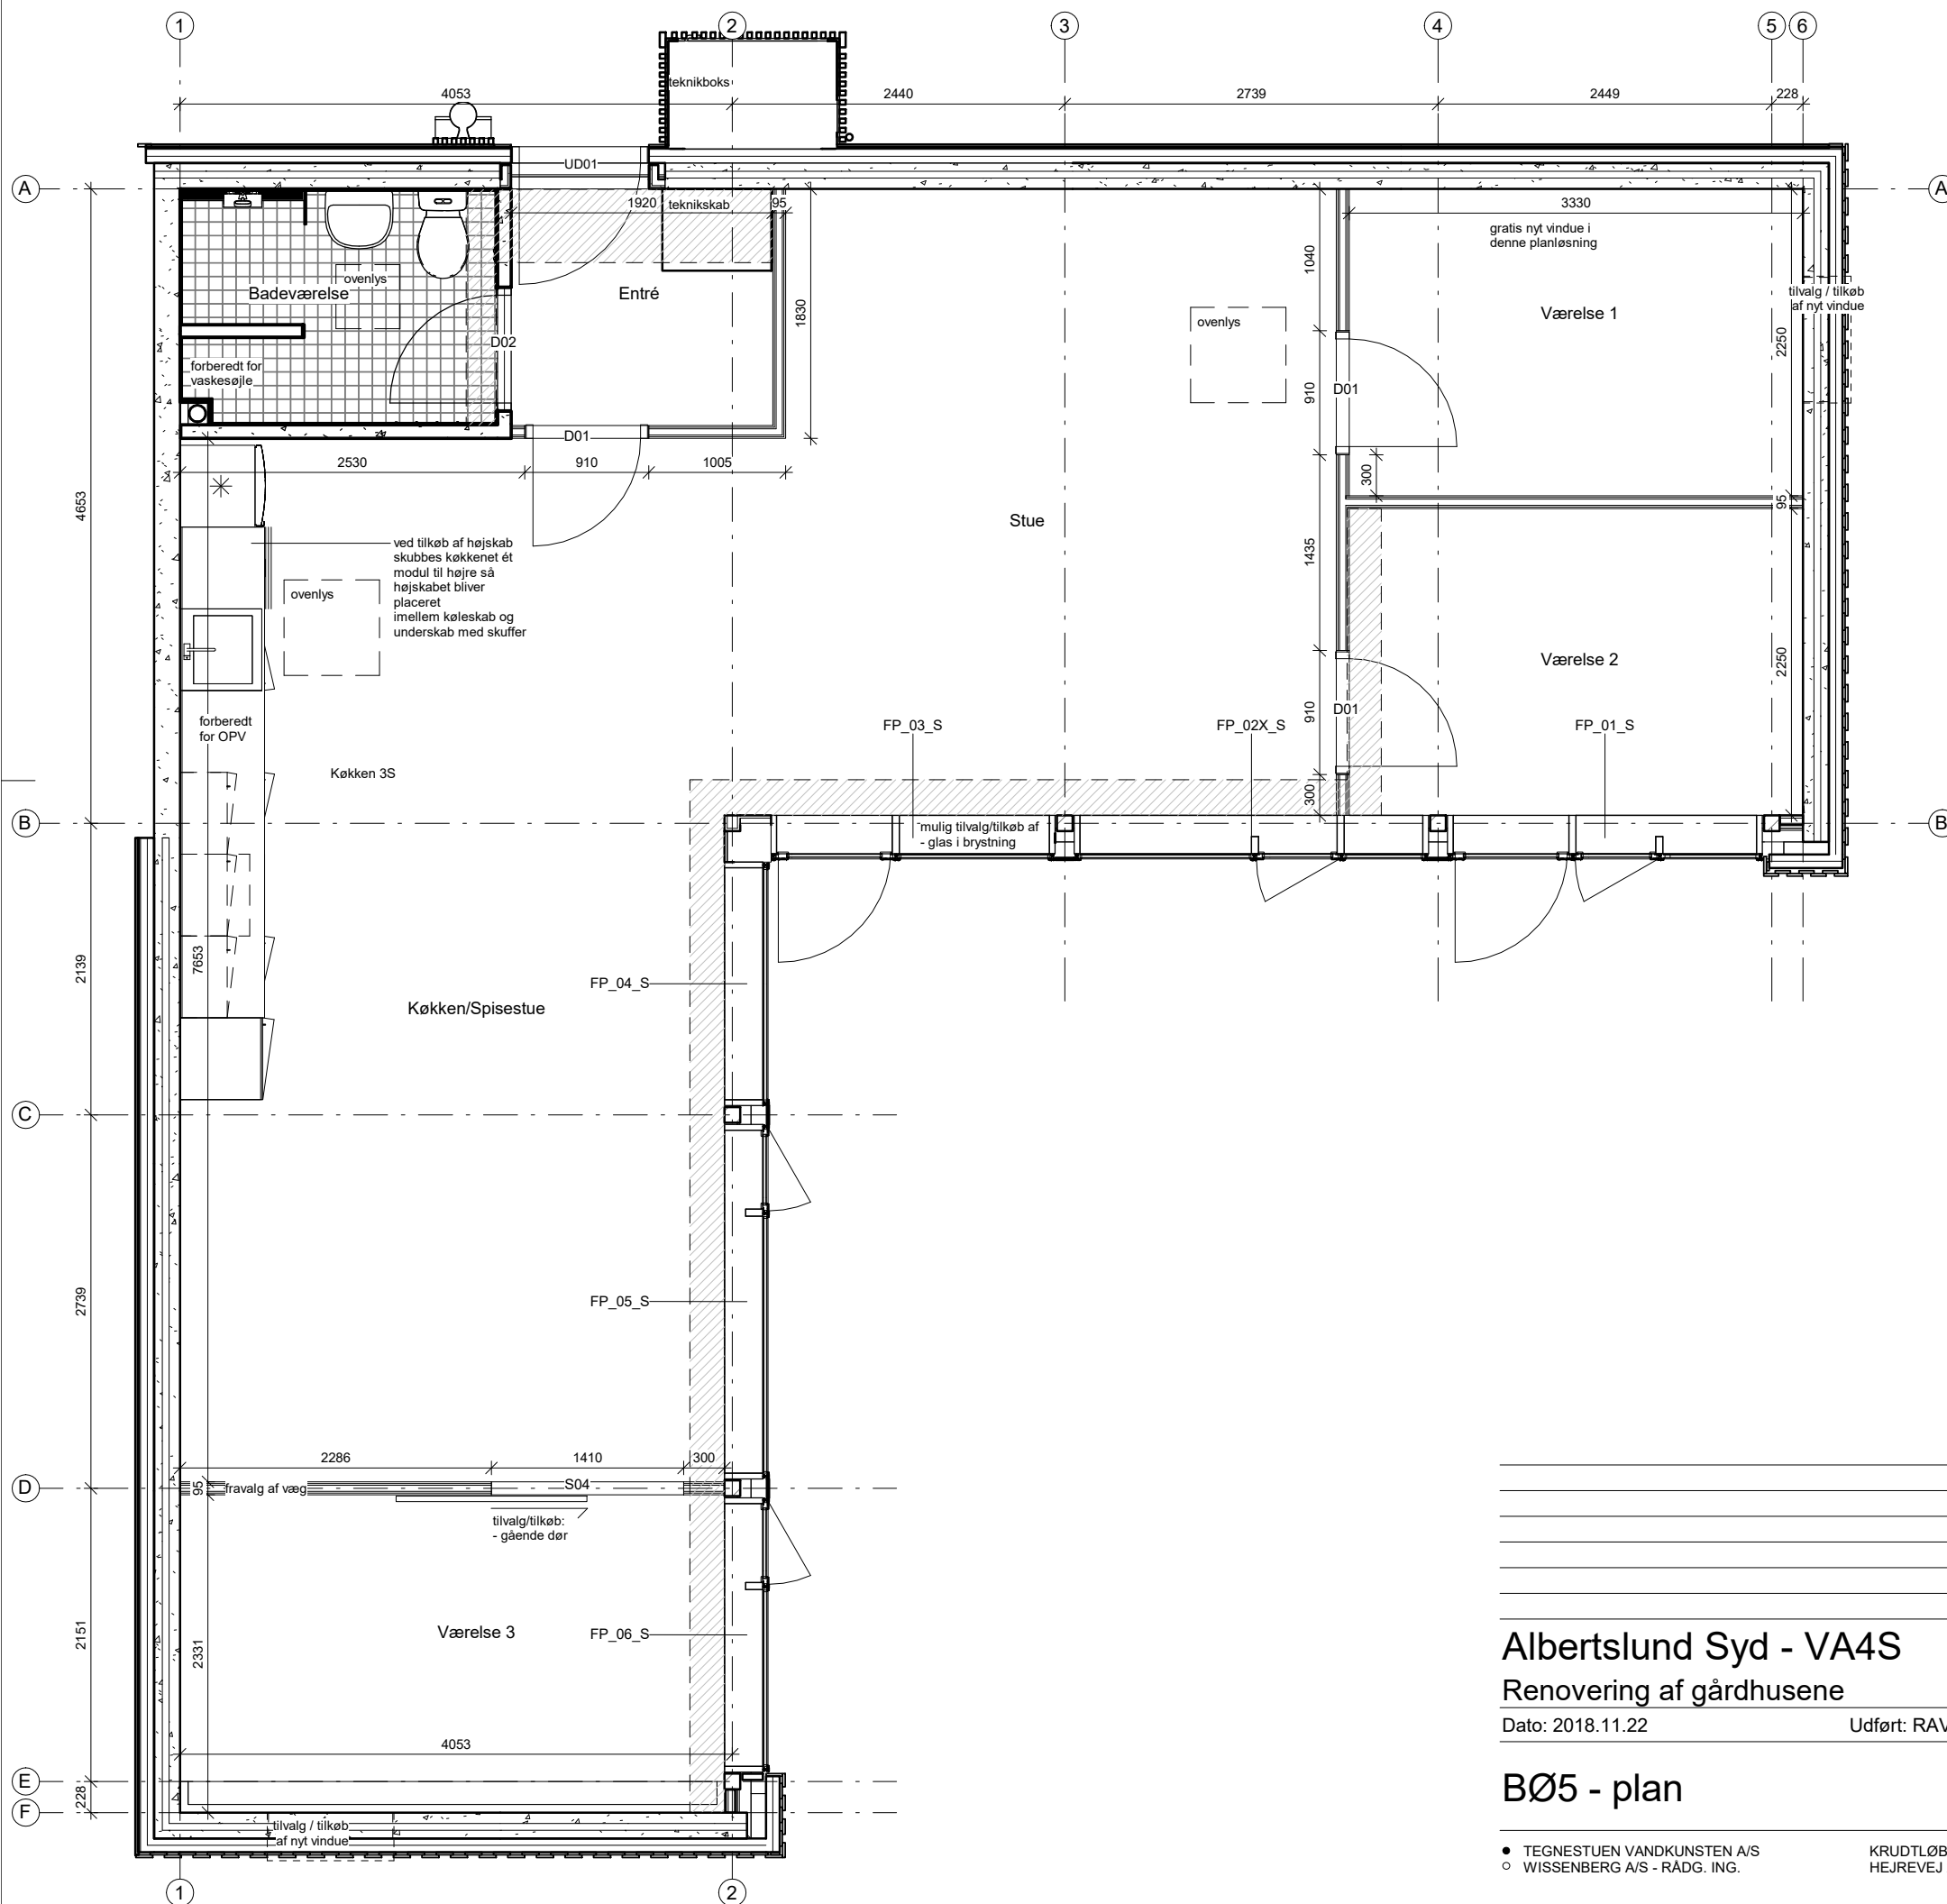 1
2
3
4
5
6
teknikboks
4053
2440
2739
2449
228
UD01
A
A
1920
teknikskab
95
3330
gratis nyt vindue i
denne planløsning
1040
ovenlys
Badeværelse
Entré
1830
Værelse 1
tilvalg / tilkøb
af nyt vindue
ovenlys
D02
2250
forberedt for
vaskesøjle
910
D01
D01
2530
910
1005
300
4653
95
Stue
ved tilkøb af højskab
skubbes køkkenet ét
modul til højre så
højskabet bliver
placeret
imellem køleskab og
underskab med skuffer
1435
ovenlys
Værelse 2
2250
forberedt
for OPV
910
D01
FP_03_S
FP_02X_S
FP_01_S
Køkken 3S
300
B
B
mulig tilvalg/tilkøb af
- glas i brystning
2139
7653
FP_04_S
Køkken/Spisestue
C
2739
FP_05_S
2286
1410
300
D
95
fravalg af væg
S04
tilvalg/tilkøb:
- gående dør
2151
2331
Værelse 3
FP_06_S
4053
E
228
F
tilvalg / tilkøb
af nyt vindue
1
2
Albertslund Syd - VA4S
Renovering af gårdhusene
Dato: 2018.11.22
Udført: RAV
BØ5 - plan
TEGNESTUEN VANDKUNSTEN A/S
KRUDTLØB
WISSENBERG A/S - RÅDG. ING.
HEJREVEJ